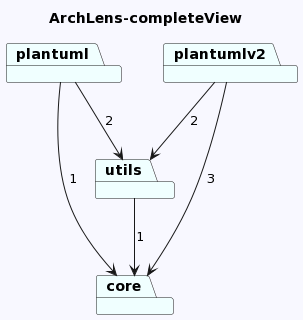 ArchLens-completeView
plantuml
plantumlv2
2
2
utils
1
3
1
core